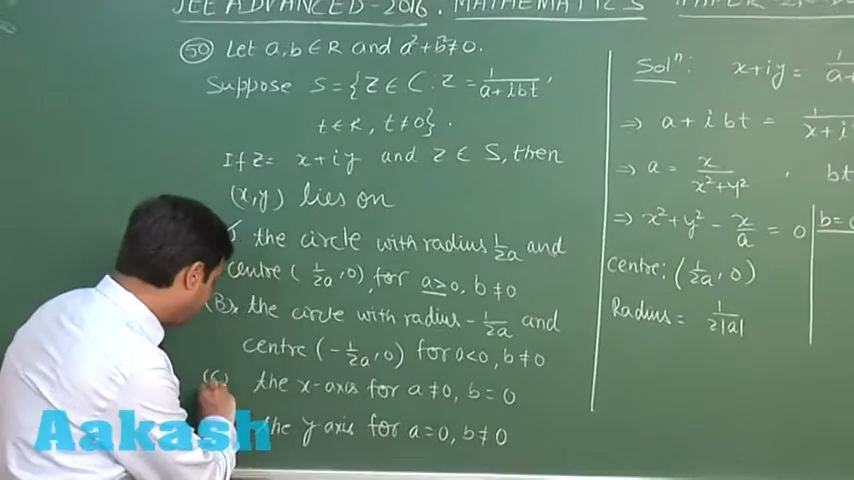 JEE ADVANCED-2016 : MATHEMATICS
50 Let a,b ∈ R and a²+b²≠0.
Suppose S={Z ∈ C : Z = 1/(a+ibt),
t∈R, t≠0}.
If Z= x+iy and Z ∈ S, then
(x,y) lies on
the circle with radius 1/2a and
centre (1/2a, 0), for a>0, b≠0
(B)x the circle with radius -1/2a and
centre (-1/2a, 0) for a<0, b≠0
(C) the x-axis for a≠0, b=0
the y axis for a=0, b≠0
Solⁿ: x+iy =
⇒ a+ibt =
⇒ a = x/(x²+y²) , bt
⇒ x²+y² - x/a = 0
Centre: (1/2a, 0)
Radius = 1/2|a|
Aakash